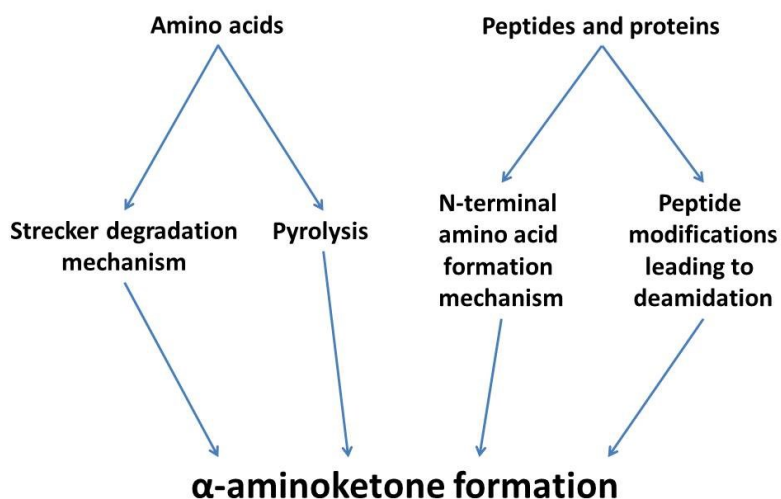 Amino acids
Peptides and proteins
Strecker degradation
mechanism
Pyrolysis
N-terminal
amino acid
formation
mechanism
Peptide
modifications
leading to
deamidation
α-aminoketone formation